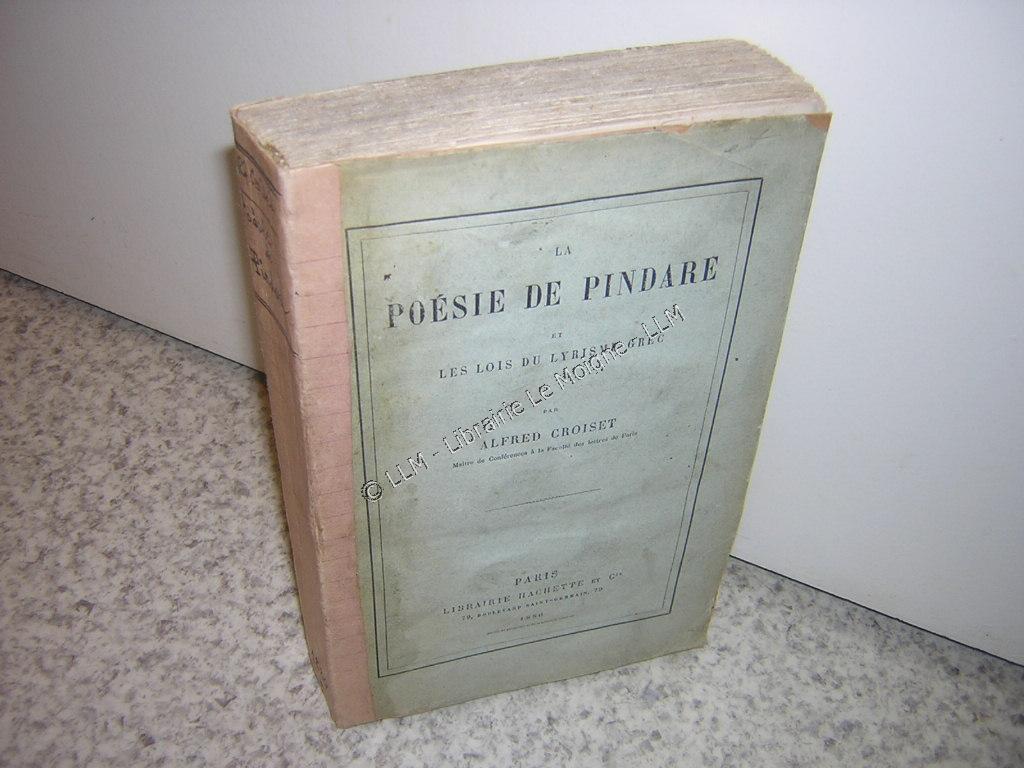 LA
POÉSIE DE PINDARE
ET
LES LOIS DU LYRISME GREC
PAR
ALFRED CROISET
Maître de Conférences à la Faculté des lettres de Paris
PARIS
LIBRAIRIE HACHETTE ET Cie
79, BOULEVARD SAINT-GERMAIN, 79
1880
© LLM - Librairie Le Moigne - LLM